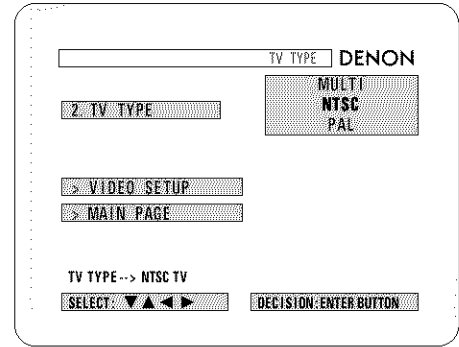 TV TYPE DENON
MULTI
NTSC
PAL
2. TV TYPE
> VIDEO SETUP
> MAIN PAGE
TV TYPE --> NTSC TV
SELECT: ▼ ▲ ◀ ▶
DECISION: ENTER BUTTON